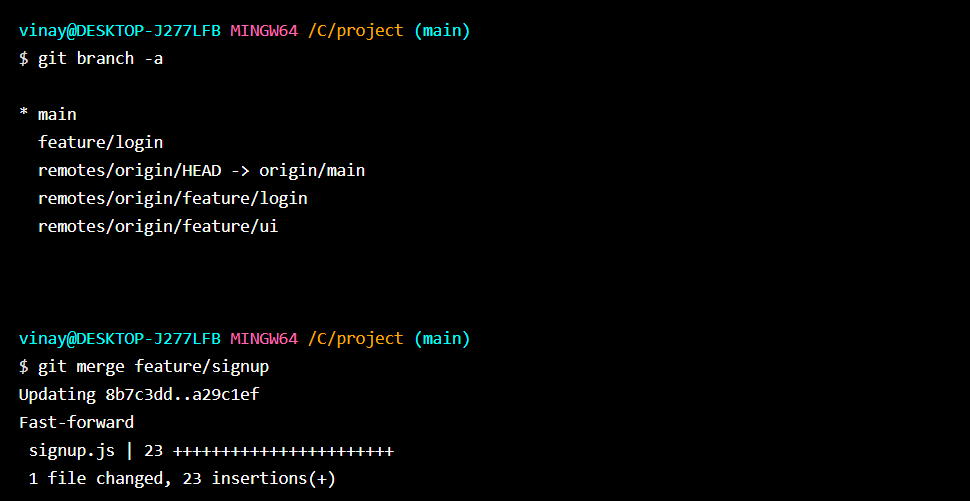 vinay@DESKTOP-J277LFB MINGW64 /C/project (main)
$ git branch -a
* main
feature/login
remotes/origin/HEAD -> origin/main
remotes/origin/feature/login
remotes/origin/feature/ui
vinay@DESKTOP-J277LFB MINGW64 /C/project (main)
$ git merge feature/signup
Updating 8b7c3dd..a29c1ef
Fast-forward
signup.js | 23 +++++++++++++++++++++++
1 file changed, 23 insertions(+)